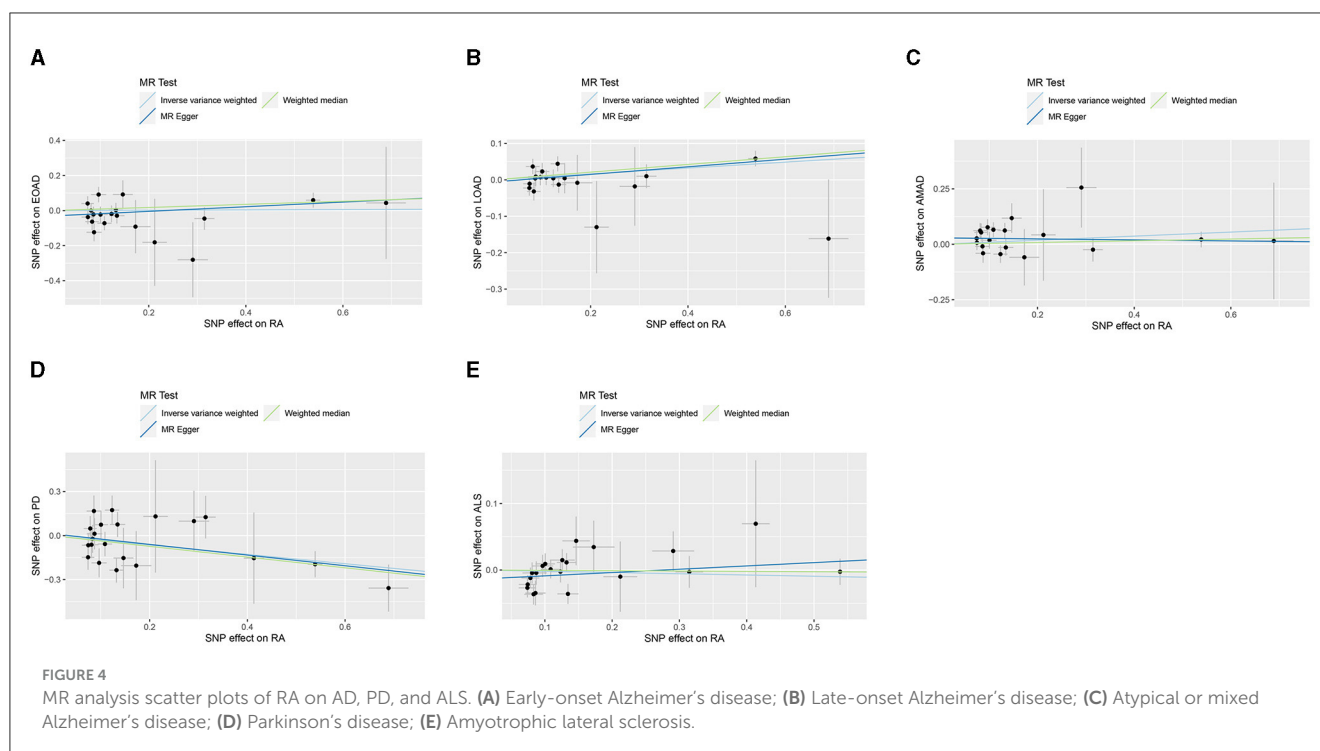 A
MR Test
Inverse variance weighted
Weighted median
MR Egger
SNP effect on EOAD
0.4
0.2
0.0
−0.2
−0.4
0.2
0.4
0.6
SNP effect on RA
B
MR Test
Inverse variance weighted
Weighted median
MR Egger
SNP effect on LOAD
0.1
0.0
−0.1
−0.2
−0.3
0.2
0.4
0.6
SNP effect on RA
C
MR Test
Inverse variance weighted
Weighted median
MR Egger
SNP effect on AMAD
0.25
0.00
−0.25
0.2
0.4
0.6
SNP effect on RA
D
MR Test
Inverse variance weighted
Weighted median
MR Egger
SNP effect on PD
0.3
0.0
−0.3
0.2
0.4
0.6
SNP effect on RA
E
MR Test
Inverse variance weighted
Weighted median
MR Egger
SNP effect on ALS
0.1
0.0
0.1
0.2
0.3
0.4
0.5
SNP effect on RA
FIGURE 4
MR analysis scatter plots of RA on AD, PD, and ALS. (A) Early-onset Alzheimer's disease; (B) Late-onset Alzheimer's disease; (C) Atypical or mixed
Alzheimer's disease; (D) Parkinson's disease; (E) Amyotrophic lateral sclerosis.